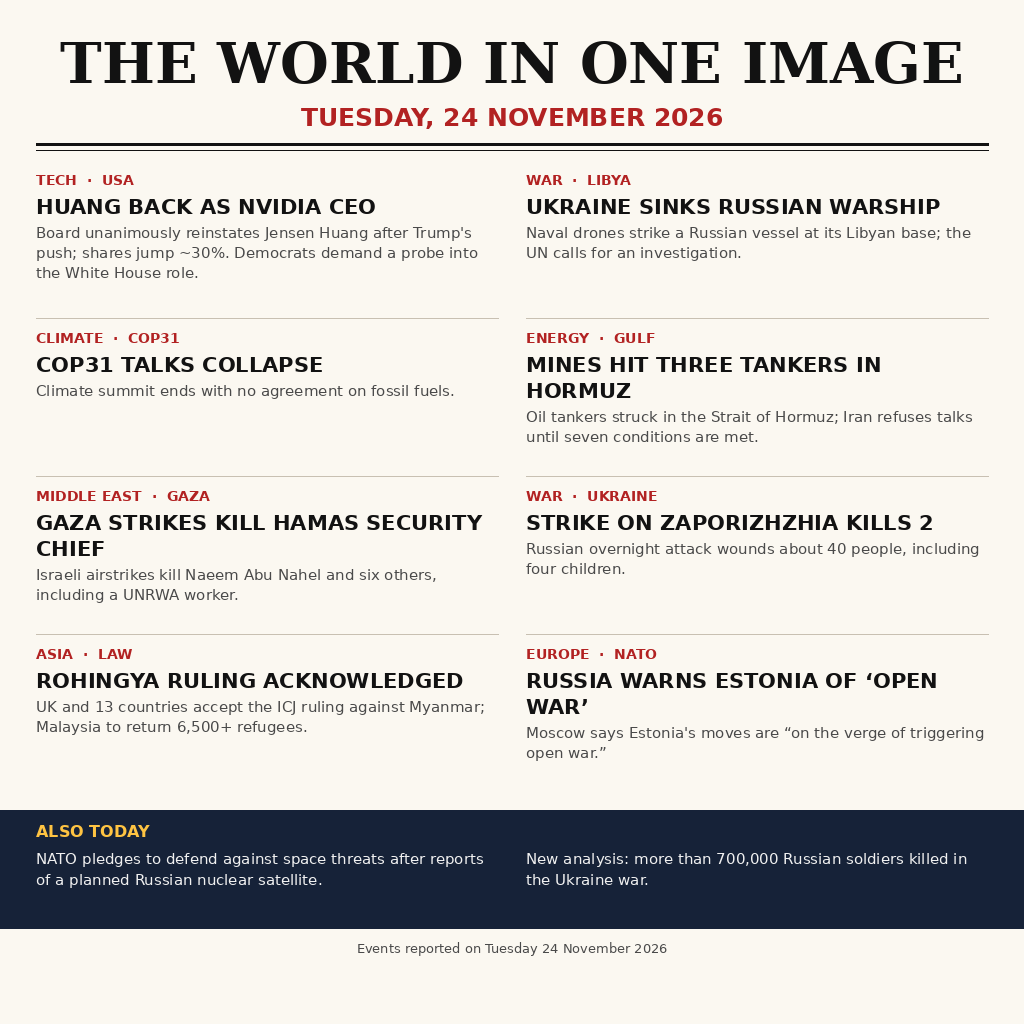 THE WORLD IN ONE IMAGE
TUESDAY, 24 NOVEMBER 2026
TECH · USA
HUANG BACK AS NVIDIA CEO
Board unanimously reinstates Jensen Huang after Trump's
push; shares jump ~30%. Democrats demand a probe into
the White House role.
WAR · LIBYA
UKRAINE SINKS RUSSIAN WARSHIP
Naval drones strike a Russian vessel at its Libyan base; the
UN calls for an investigation.
CLIMATE · COP31
COP31 TALKS COLLAPSE
Climate summit ends with no agreement on fossil fuels.
ENERGY · GULF
MINES HIT THREE TANKERS IN
HORMUZ
Oil tankers struck in the Strait of Hormuz; Iran refuses talks
until seven conditions are met.
MIDDLE EAST · GAZA
GAZA STRIKES KILL HAMAS SECURITY
CHIEF
Israeli airstrikes kill Naeem Abu Nahel and six others,
including a UNRWA worker.
WAR · UKRAINE
STRIKE ON ZAPORIZHZHIA KILLS 2
Russian overnight attack wounds about 40 people, including
four children.
ASIA · LAW
ROHINGYA RULING ACKNOWLEDGED
UK and 13 countries accept the ICJ ruling against Myanmar;
Malaysia to return 6,500+ refugees.
EUROPE · NATO
RUSSIA WARNS ESTONIA OF ‘OPEN
WAR’
Moscow says Estonia's moves are “on the verge of triggering
open war.”
ALSO TODAY
NATO pledges to defend against space threats after reports
of a planned Russian nuclear satellite.
New analysis: more than 700,000 Russian soldiers killed in
the Ukraine war.
Events reported on Tuesday 24 November 2026